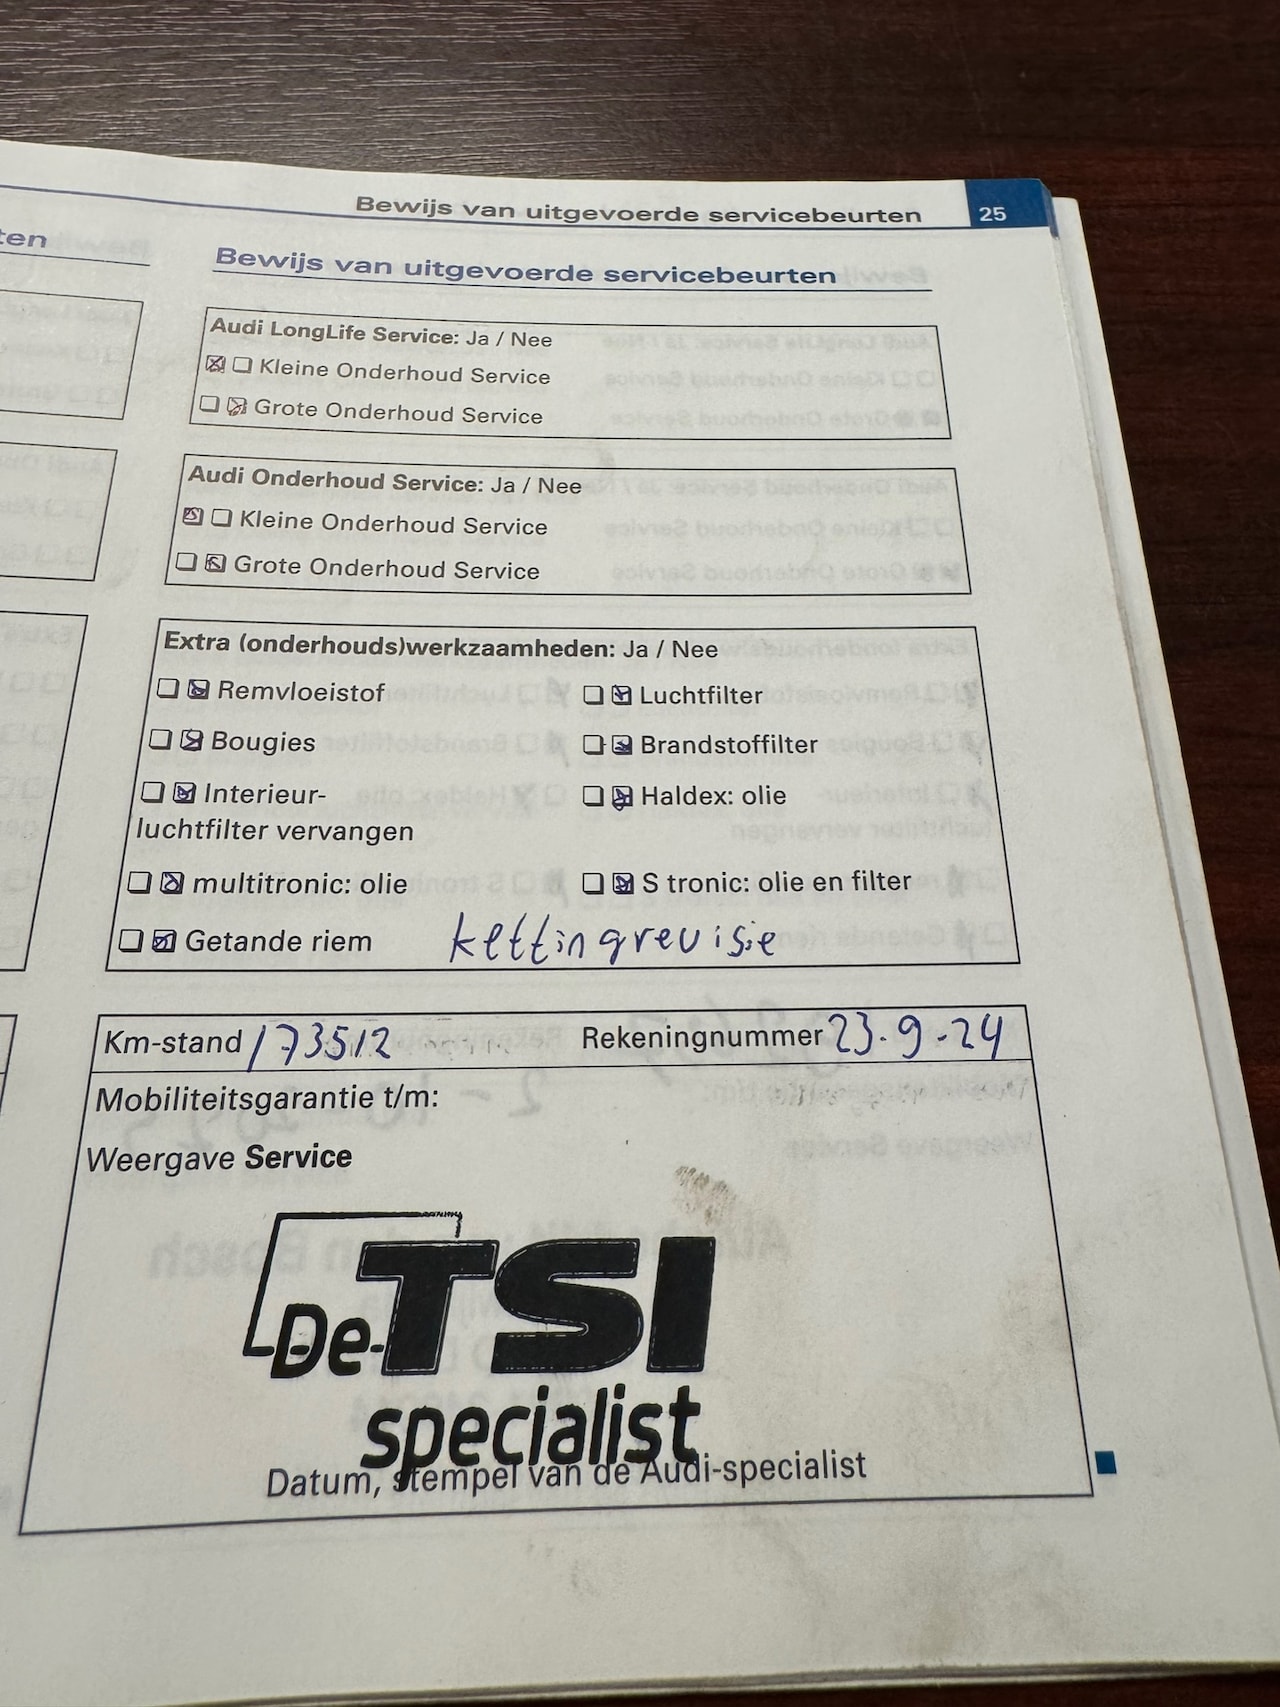 Bewijs van uitgevoerde servicebeurten 25
ten
Bewijs van uitgevoerde servicebeurten
Audi LongLife Service: Ja / Nee
Kleine Onderhoud Service
Grote Onderhoud Service
Audi Onderhoud Service: Ja / Nee
Kleine Onderhoud Service
Grote Onderhoud Service
Extra (onderhouds)werkzaamheden: Ja / Nee
Remvloeistof Luchtfilter
Bougies Brandstoffilter
Interieur- Haldex: olie
luchtfilter vervangen
multitronic: olie S tronic: olie en filter
Getande riem kettingrevisie
Km-stand 173512 Rekeningnummer 23.9-24
Mobiliteitsgarantie t/m:
Weergave Service
De TSI
specialist
Datum, stempel van de Audi-specialist